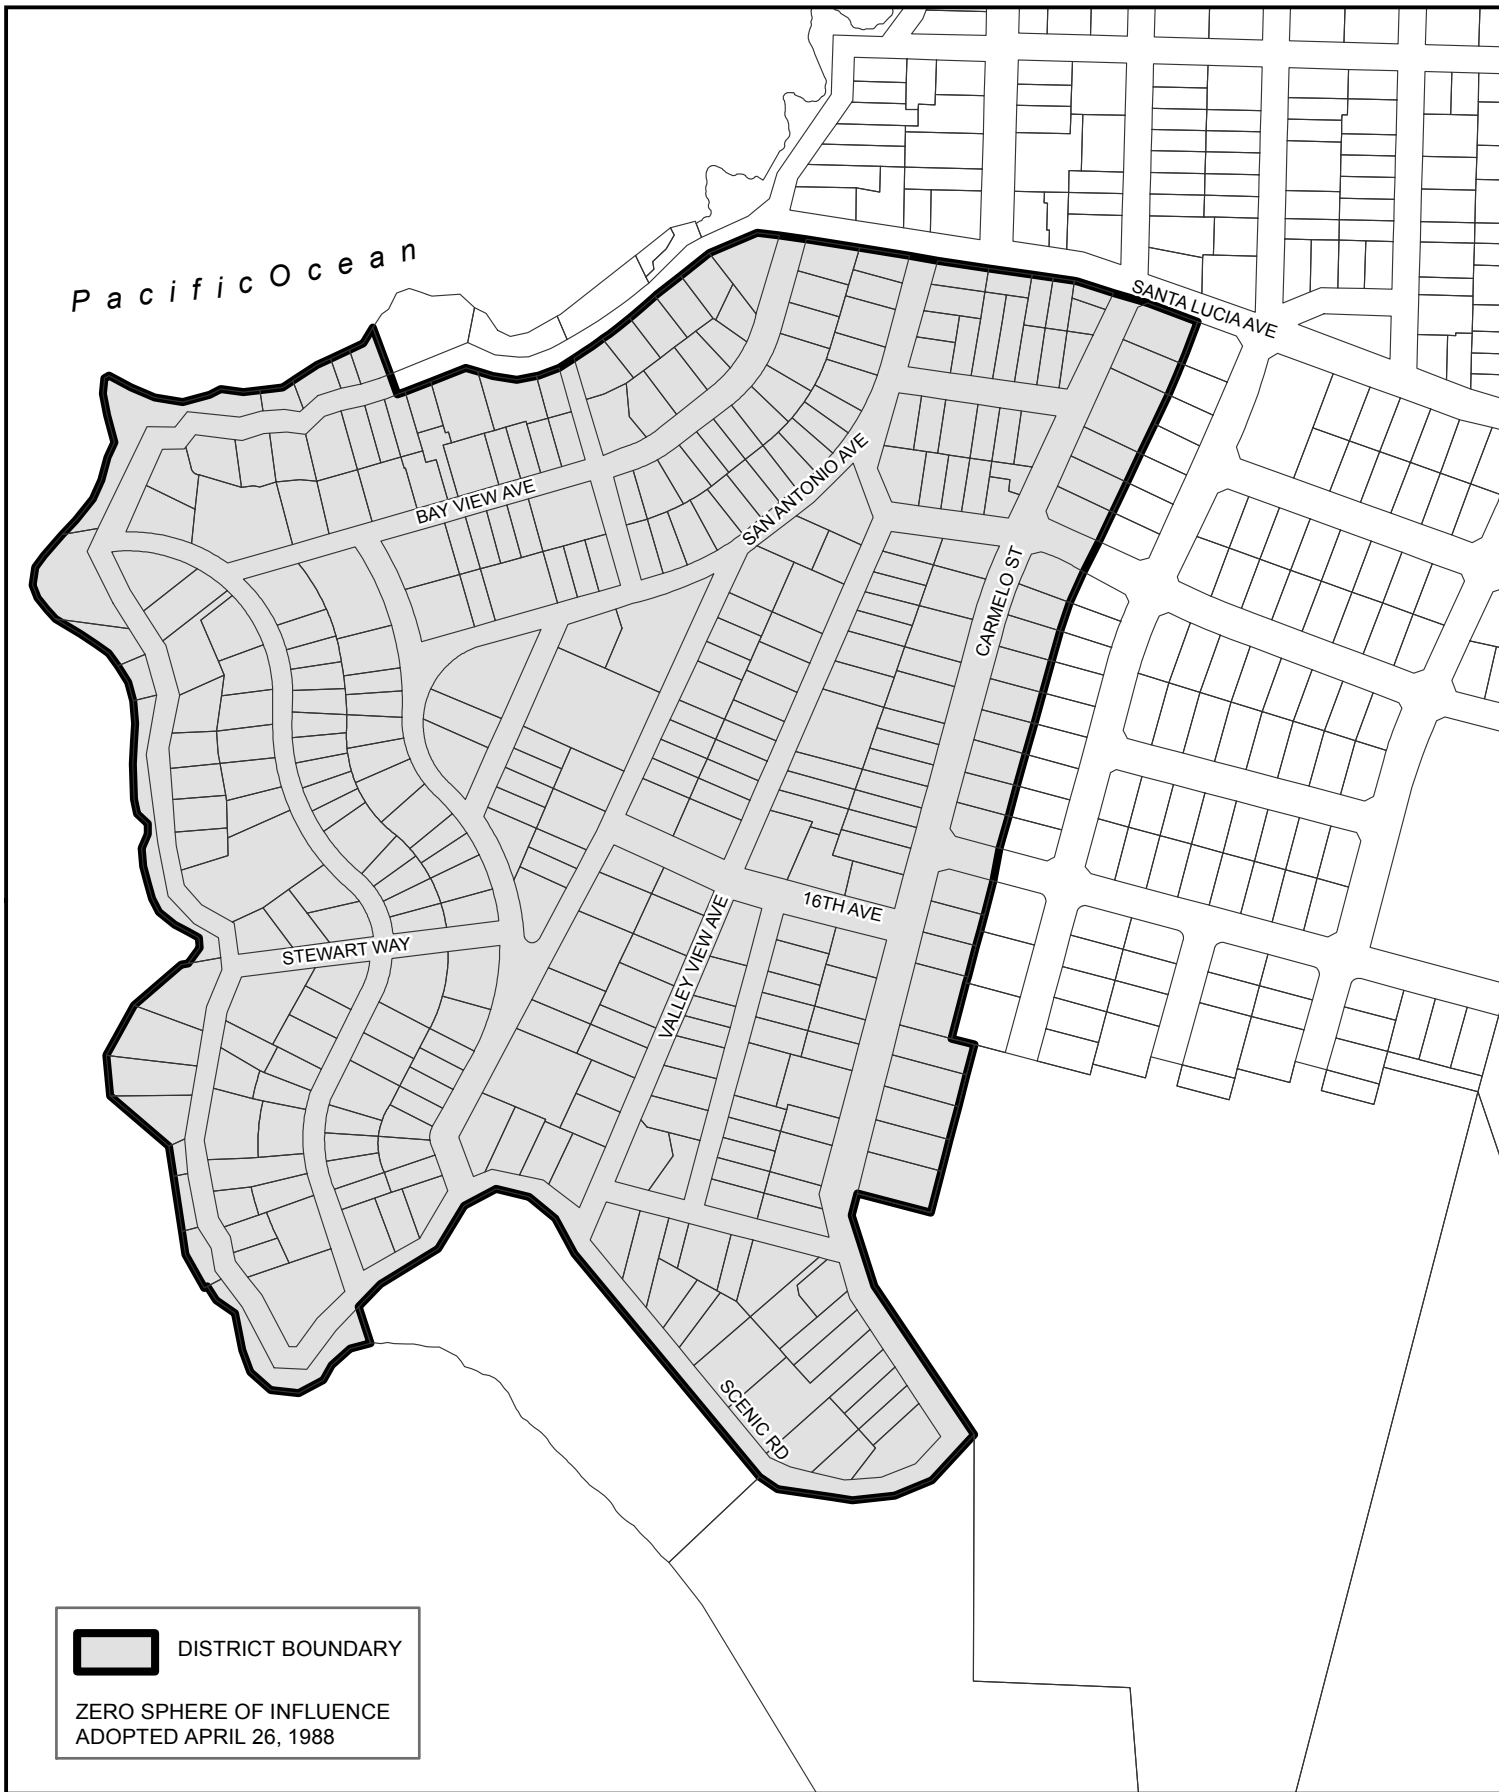 Pacific Ocean
SANTA LUCIA AVE
SAN ANTONIO AVE
BAY VIEW AVE
CARMELO ST
16TH AVE
STEWART WAY
VALLEY VIEW AVE
SCENIC RD
DISTRICT BOUNDARY
ZERO SPHERE OF INFLUENCE
ADOPTED APRIL 26, 1988